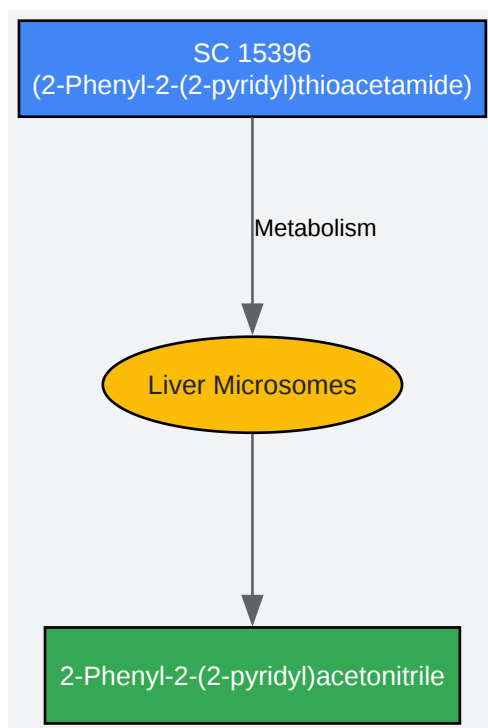 SC 15396
(2-Phenyl-2-(2-pyridyl)thioacetamide)
Metabolism
Liver Microsomes
2-Phenyl-2-(2-pyridyl)acetonitrile